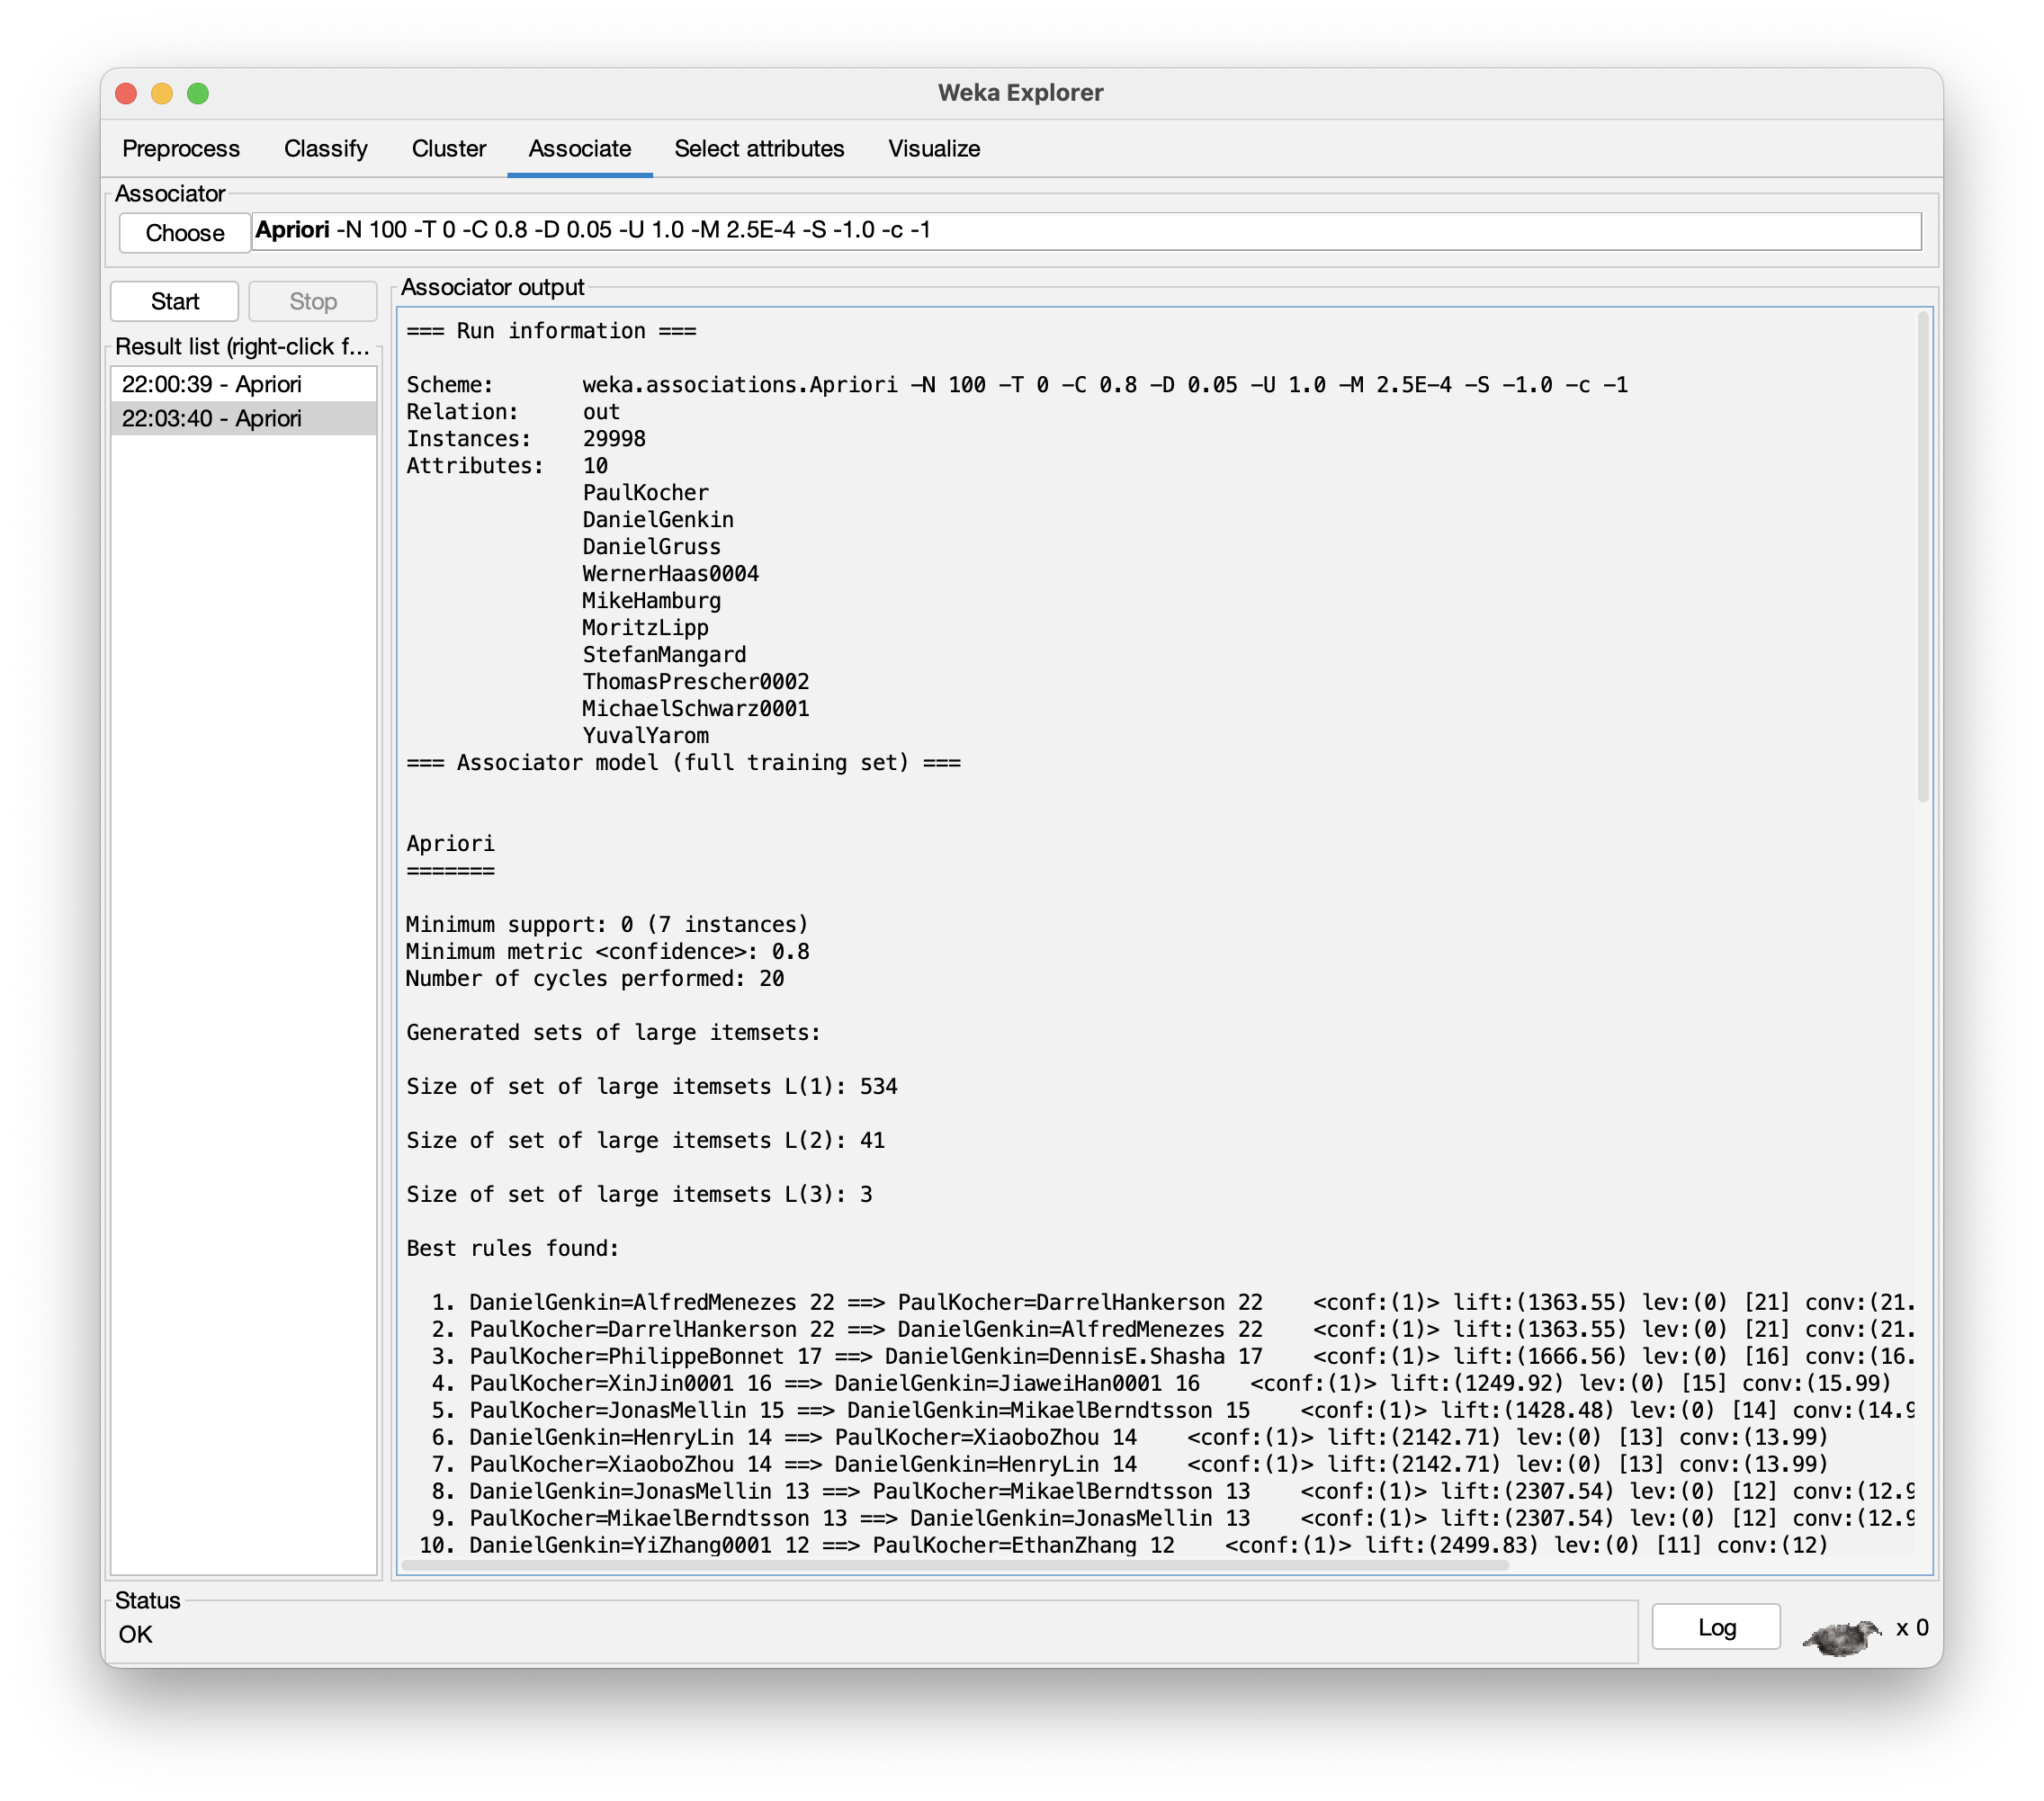 Weka Explorer
Preprocess Classify Cluster Associate Select attributes Visualize
Associator
Choose Apriori -N 100 -T 0 -C 0.8 -D 0.05 -U 1.0 -M 2.5E-4 -S -1.0 -c -1
Start Stop
Result list (right-click f...
22:00:39 - Apriori
22:03:40 - Apriori
Associator output
=== Run information ===
Scheme: weka.associations.Apriori -N 100 -T 0 -C 0.8 -D 0.05 -U 1.0 -M 2.5E-4 -S -1.0 -c -1
Relation: out
Instances: 29998
Attributes: 10
PaulKocher
DanielGenkin
DanielGruss
WernerHaas0004
MikeHamburg
MoritzLipp
StefanMangard
ThomasPrescher0002
MichaelSchwarz0001
YuvalYarom
=== Associator model (full training set) ===
Apriori
=======
Minimum support: 0 (7 instances)
Minimum metric <confidence>: 0.8
Number of cycles performed: 20
Generated sets of large itemsets:
Size of set of large itemsets L(1): 534
Size of set of large itemsets L(2): 41
Size of set of large itemsets L(3): 3
Best rules found:
1. DanielGenkin=AlfredMenezes 22 ==> PaulKocher=DarrelHankerson 22 <conf:(1)> lift:(1363.55) lev:(0) [21] conv:(21.
2. PaulKocher=DarrelHankerson 22 ==> DanielGenkin=AlfredMenezes 22 <conf:(1)> lift:(1363.55) lev:(0) [21] conv:(21.
3. PaulKocher=PhilippeBonnet 17 ==> DanielGenkin=DennisE.Shasha 17 <conf:(1)> lift:(1666.56) lev:(0) [16] conv:(16.
4. PaulKocher=XinJin0001 16 ==> DanielGenkin=JiaweiHan0001 16 <conf:(1)> lift:(1249.92) lev:(0) [15] conv:(15.99)
5. PaulKocher=JonasMellin 15 ==> DanielGenkin=MikaelBerndtsson 15 <conf:(1)> lift:(1428.48) lev:(0) [14] conv:(14.9
6. DanielGenkin=HenryLin 14 ==> PaulKocher=XiaoboZhou 14 <conf:(1)> lift:(2142.71) lev:(0) [13] conv:(13.99)
7. PaulKocher=XiaoboZhou 14 ==> DanielGenkin=HenryLin 14 <conf:(1)> lift:(2142.71) lev:(0) [13] conv:(13.99)
8. DanielGenkin=JonasMellin 13 ==> PaulKocher=MikaelBerndtsson 13 <conf:(1)> lift:(2307.54) lev:(0) [12] conv:(12.9
9. PaulKocher=MikaelBerndtsson 13 ==> DanielGenkin=JonasMellin 13 <conf:(1)> lift:(2307.54) lev:(0) [12] conv:(12.9
10. DanielGenkin=YiZhang0001 12 ==> PaulKocher=EthanZhang 12 <conf:(1)> lift:(2499.83) lev:(0) [11] conv:(12)
Status
OK
Log
x 0